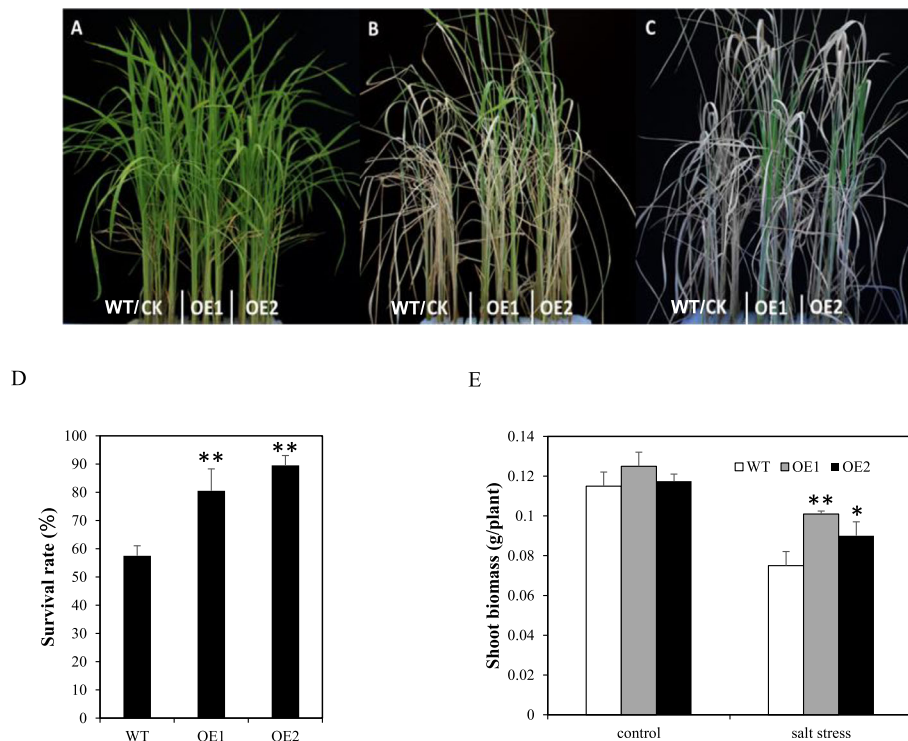 A B C
WT/CK OE1 OE2 WT/CK OE1 OE2 WT/CK OE1 OE2
D
Survival rate (%)
100
90
80
70
60
50
40
30
20
10
0
** **
WT OE1 OE2
E
Shoot biomass (g/plant)
0.14
0.12
0.1
0.08
0.06
0.04
0.02
0
WT OE1 OE2
** *
control salt stress